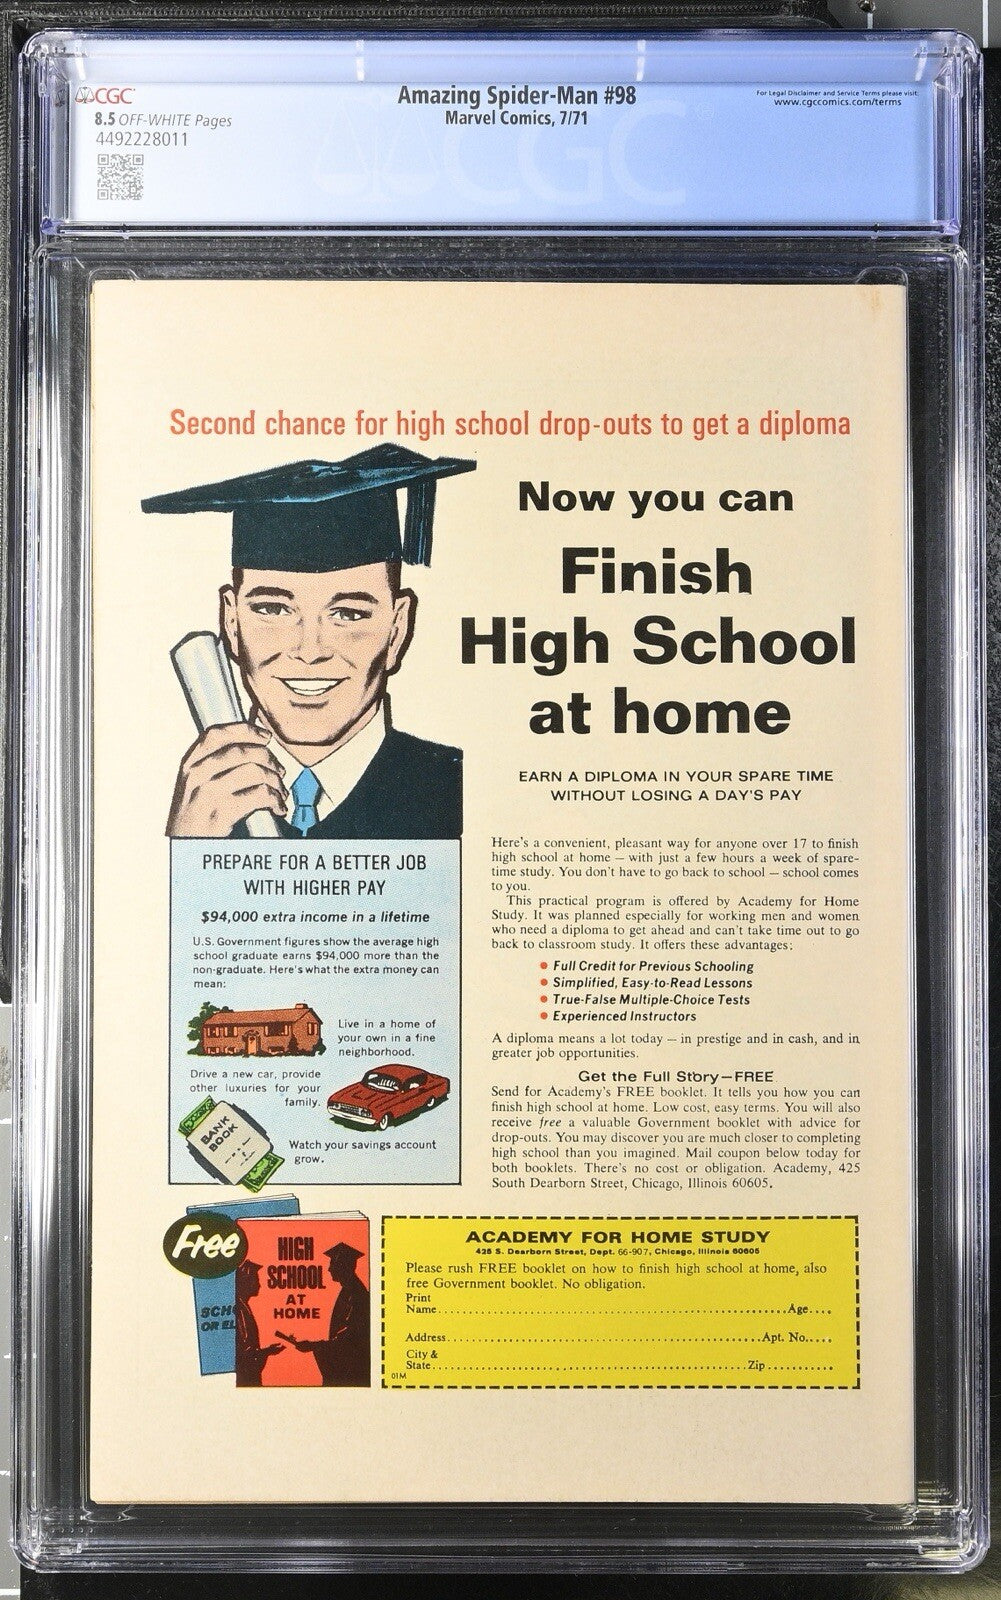 CGC
8.5 OFF-WHITE Pages
4492228011
Amazing Spider-Man #98
Marvel Comics, 7/71
For Legal Disclaimer and Service Terms please visit:
www.cgccomics.com/terms
CGC
Second chance for high school drop-outs to get a diploma
Now you can
Finish
High School
at home
EARN A DIPLOMA IN YOUR SPARE TIME
WITHOUT LOSING A DAY'S PAY
Here's a convenient, pleasant way for anyone over 17 to finish
high school at home — with just a few hours a week of spare-
time study. You don't have to go back to school — school comes
to you.
This practical program is offered by Academy for Home
Study. It was planned especially for working men and women
who need a diploma to get ahead and can't take time out to go
back to classroom study. It offers these advantages:
• Full Credit for Previous Schooling
• Simplified, Easy-to-Read Lessons
• True-False Multiple-Choice Tests
• Experienced Instructors
A diploma means a lot today — in prestige and in cash, and in
greater job opportunities.
Get the Full Story—FREE
Send for Academy's FREE booklet. It tells you how you can
finish high school at home. Low cost, easy terms. You will also
receive free a valuable Government booklet with advice for
drop-outs. You may discover you are much closer to completing
high school than you imagined. Mail coupon below today for
both booklets. There's no cost or obligation. Academy, 425
South Dearborn Street, Chicago, Illinois 60605.
PREPARE FOR A BETTER JOB
WITH HIGHER PAY
$94,000 extra income in a lifetime
U.S. Government figures show the average high
school graduate earns $94,000 more than the
non-graduate. Here's what the extra money can
mean:
Live in a home of
your own in a fine
neighborhood.
Drive a new car, provide
other luxuries for your
family.
BANK
BOOK
Watch your savings account
grow.
Free
HIGH
SCHOOL
AT
HOME
SCH
OR EL
ACADEMY FOR HOME STUDY
425 S. Dearborn Street, Dept. 66-907, Chicago, Illinois 60605
Please rush FREE booklet on how to finish high school at home, also
free Government booklet. No obligation.
Print
Name..........Age....
Address..........Apt. No.....
City &
State..........Zip..........
01M